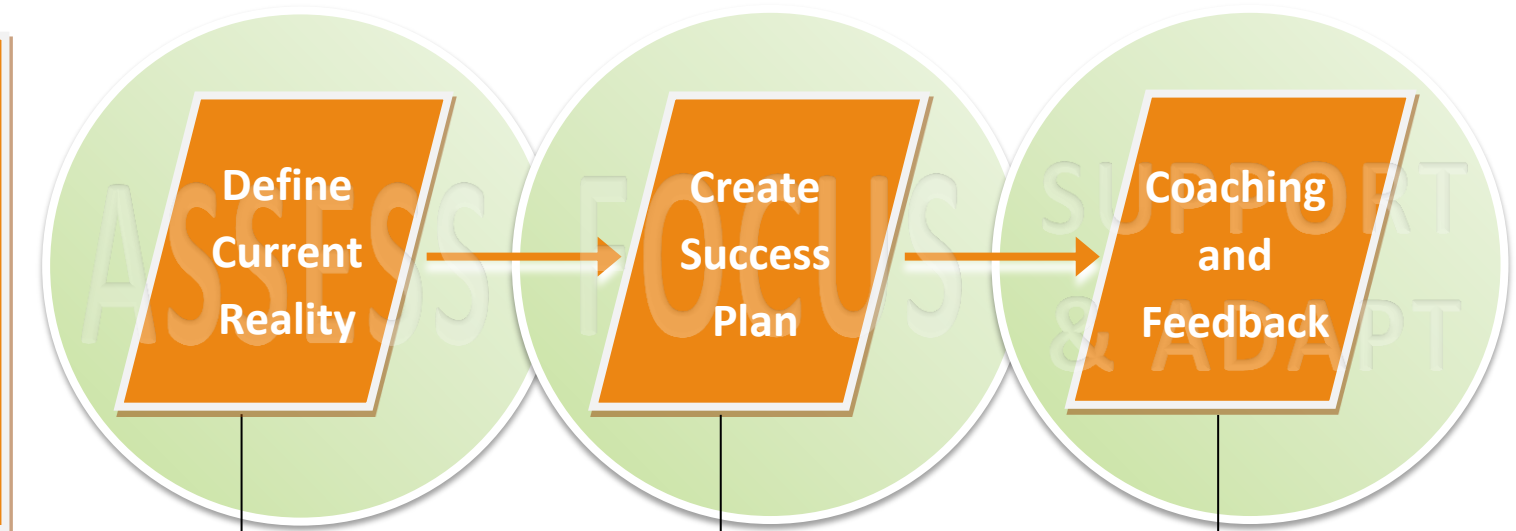 ASSESS
Define
Current
Reality
FOCUS
Create
Success
Plan
SUPPORT
& ADAPT
Coaching
and
Feedback